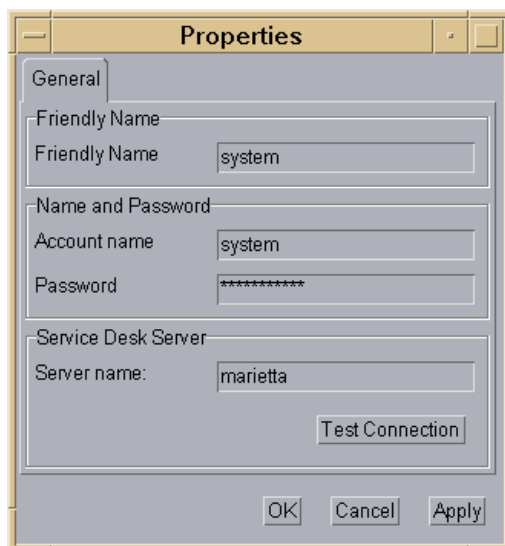 Properties
General
Friendly Name
Friendly Name system
Name and Password
Account name system
Password ***********
Service Desk Server
Server name: marietta
Test Connection
OK Cancel Apply